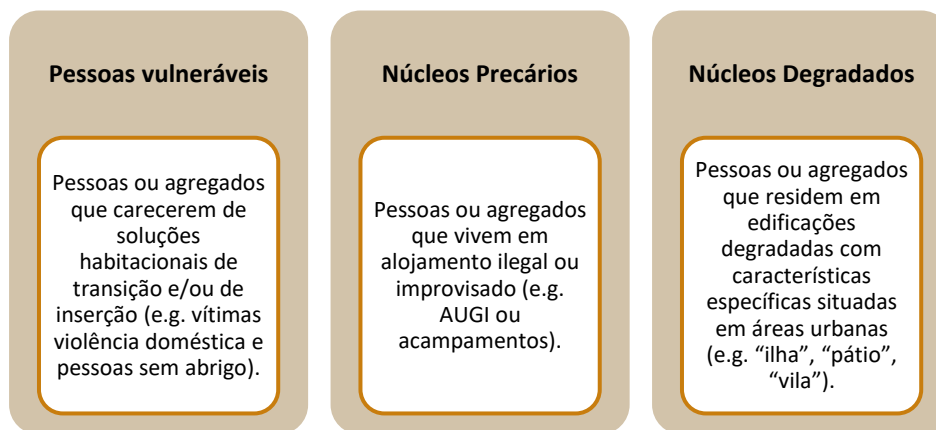 Pessoas vulneráveis
Pessoas ou agregados
que carecerem de
soluções
habitacionais de
transição e/ou de
inserção (e.g. vítimas
violência doméstica e
pessoas sem abrigo).
Núcleos Precários
Pessoas ou agregados
que vivem em
alojamento ilegal ou
improvisado (e.g.
AUGI ou
acampamentos).
Núcleos Degradados
Pessoas ou agregados
que residem em
edificações
degradadas com
características
específicas situadas
em áreas urbanas
(e.g. “ilha”, “pátio”,
“vila”).